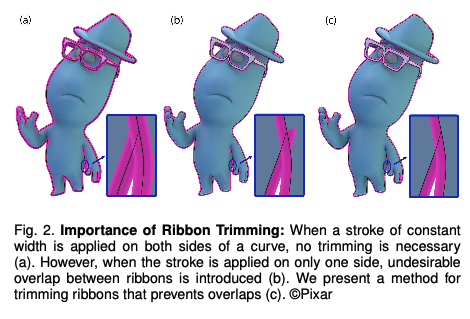 (a) (b) (c)
Fig. 2. Importance of Ribbon Trimming: When a stroke of constant
width is applied on both sides of a curve, no trimming is necessary
(a). However, when the stroke is applied on only one side, undesirable
overlap between ribbons is introduced (b). We present a method for
trimming ribbons that prevents overlaps (c). ©Pixar